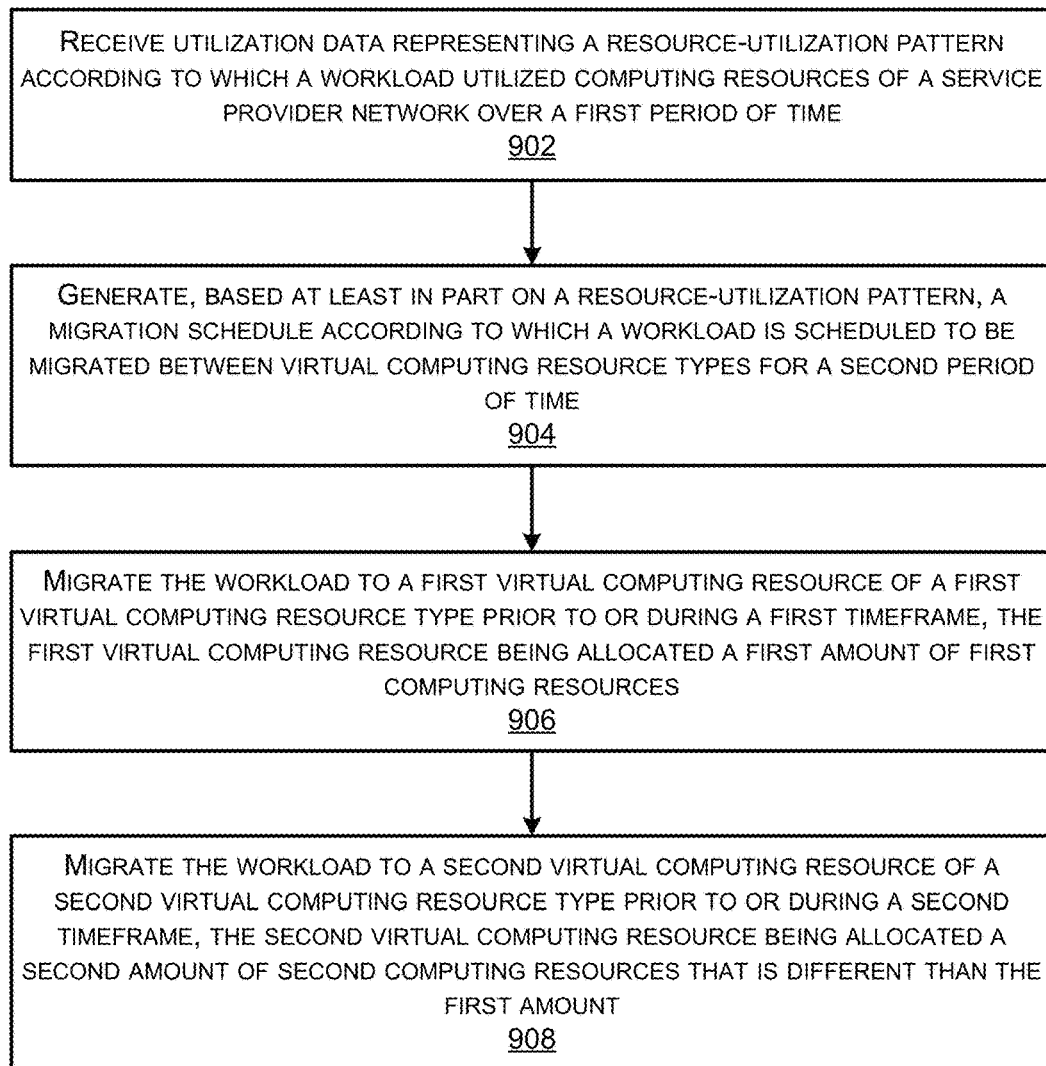 RECEIVE UTILIZATION DATA REPRESENTING A RESOURCE-UTILIZATION PATTERN
ACCORDING TO WHICH A WORKLOAD UTILIZED COMPUTING RESOURCES OF A SERVICE
PROVIDER NETWORK OVER A FIRST PERIOD OF TIME
902
GENERATE, BASED AT LEAST IN PART ON A RESOURCE-UTILIZATION PATTERN, A
MIGRATION SCHEDULE ACCORDING TO WHICH A WORKLOAD IS SCHEDULED TO BE
MIGRATED BETWEEN VIRTUAL COMPUTING RESOURCE TYPES FOR A SECOND PERIOD
OF TIME
904
MIGRATE THE WORKLOAD TO A FIRST VIRTUAL COMPUTING RESOURCE OF A FIRST
VIRTUAL COMPUTING RESOURCE TYPE PRIOR TO OR DURING A FIRST TIMEFRAME, THE
FIRST VIRTUAL COMPUTING RESOURCE BEING ALLOCATED A FIRST AMOUNT OF FIRST
COMPUTING RESOURCES
906
MIGRATE THE WORKLOAD TO A SECOND VIRTUAL COMPUTING RESOURCE OF A
SECOND VIRTUAL COMPUTING RESOURCE TYPE PRIOR TO OR DURING A SECOND
TIMEFRAME, THE SECOND VIRTUAL COMPUTING RESOURCE BEING ALLOCATED A
SECOND AMOUNT OF SECOND COMPUTING RESOURCES THAT IS DIFFERENT THAN THE
FIRST AMOUNT
908